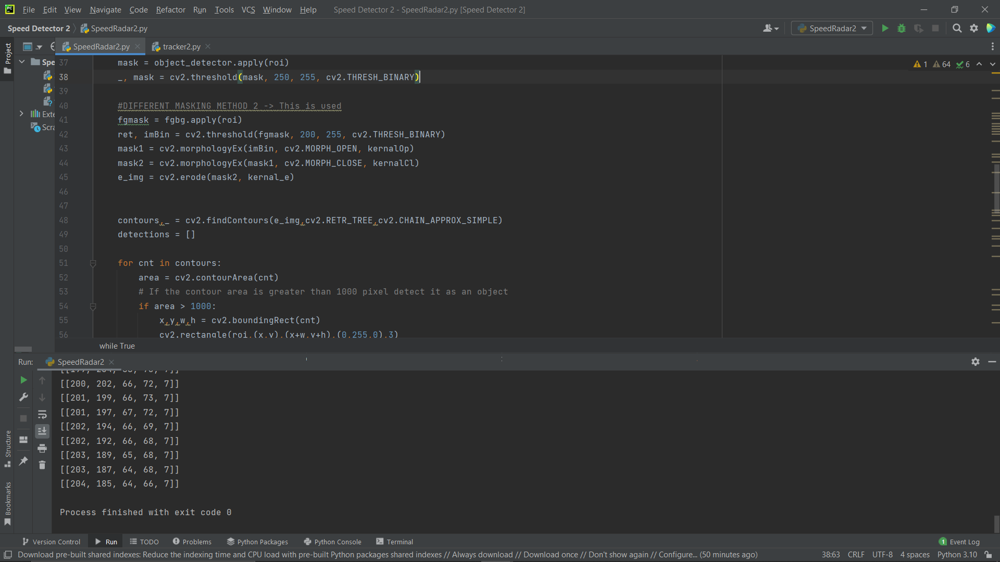 File Edit View Navigate Code Refactor Run Tools VCS Window Help Speed Detector 2 - SpeedRadar2.py [Speed Detector 2]
Speed Detector 2 SpeedRadar2.py SpeedRadar2
Project
SpeedRadar2.py tracker2.py
Spe
Exte
Scra
1 64 6
37 mask = object_detector.apply(roi)
38 _, mask = cv2.threshold(mask, 250, 255, cv2.THRESH_BINARY)
39
40 #DIFFERENT MASKING METHOD 2 -> This is used
41 fgmask = fgbg.apply(roi)
42 ret, imBin = cv2.threshold(fgmask, 200, 255, cv2.THRESH_BINARY)
43 mask1 = cv2.morphologyEx(imBin, cv2.MORPH_OPEN, kernalOp)
44 mask2 = cv2.morphologyEx(mask1, cv2.MORPH_CLOSE, kernalCl)
45 e_img = cv2.erode(mask2, kernal_e)
46
47
48 contours,_ = cv2.findContours(e_img,cv2.RETR_TREE,cv2.CHAIN_APPROX_SIMPLE)
49 detections = []
50
51 for cnt in contours:
52 area = cv2.contourArea(cnt)
53 # If the contour area is greater than 1000 pixel detect it as an object
54 if area > 1000:
55 x,y,w,h = cv2.boundingRect(cnt)
56 cv2.rectangle(roi,(x,y),(x+w,y+h),(0,255,0),3)
while True
Run: SpeedRadar2
[[200, 202, 66, 72, 7]]
[[201, 199, 66, 73, 7]]
[[201, 197, 67, 72, 7]]
[[202, 194, 66, 69, 7]]
[[202, 192, 66, 68, 7]]
[[203, 189, 65, 68, 7]]
[[203, 187, 64, 68, 7]]
[[204, 185, 64, 66, 7]]
Process finished with exit code 0
Structure
Bookmarks
Version Control Run TODO Problems Python Packages Python Console Terminal 1 Event Log
Download pre-built shared indexes: Reduce the indexing time and CPU load with pre-built Python packages shared indexes // Always download // Download once // Don't show again // Configure... (50 minutes ago) 38:63 CRLF UTF-8 4 spaces Python 3.10